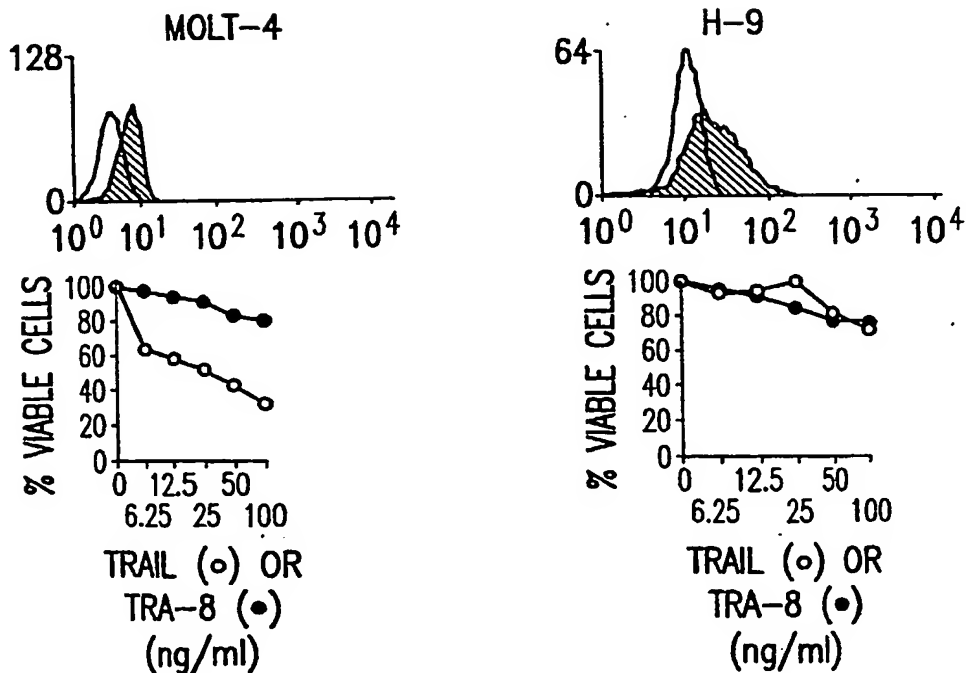 MOLT-4
128
0
10⁰ 10¹ 10² 10³ 10⁴
% VIABLE CELLS
100
80
60
40
20
0
0 12.5 50
6.25 25 100
TRAIL (○) OR
TRA-8 (●)
(ng/ml)
H-9
64
0
10⁰ 10¹ 10² 10³ 10⁴
% VIABLE CELLS
100
80
60
40
20
0
0 12.5 50
6.25 25 100
TRAIL (○) OR
TRA-8 (●)
(ng/ml)